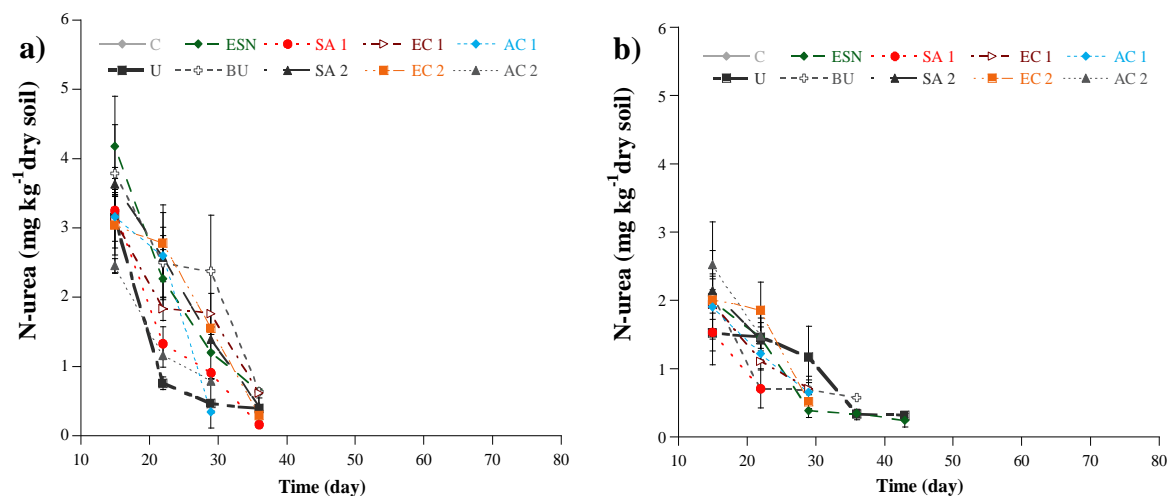 a)
C ESN SA 1 EC 1 AC 1
U BU SA 2 EC 2 AC 2
N-urea (mg kg⁻¹dry soil)
6
5
4
3
2
1
0
10 20 30 40 50 60 70 80
Time (day)
b)
C ESN SA 1 EC 1 AC 1
U BU SA 2 EC 2 AC 2
N-urea (mg kg⁻¹dry soil)
6
5
4
3
2
1
0
10 20 30 40 50 60 70 80
Time (day)